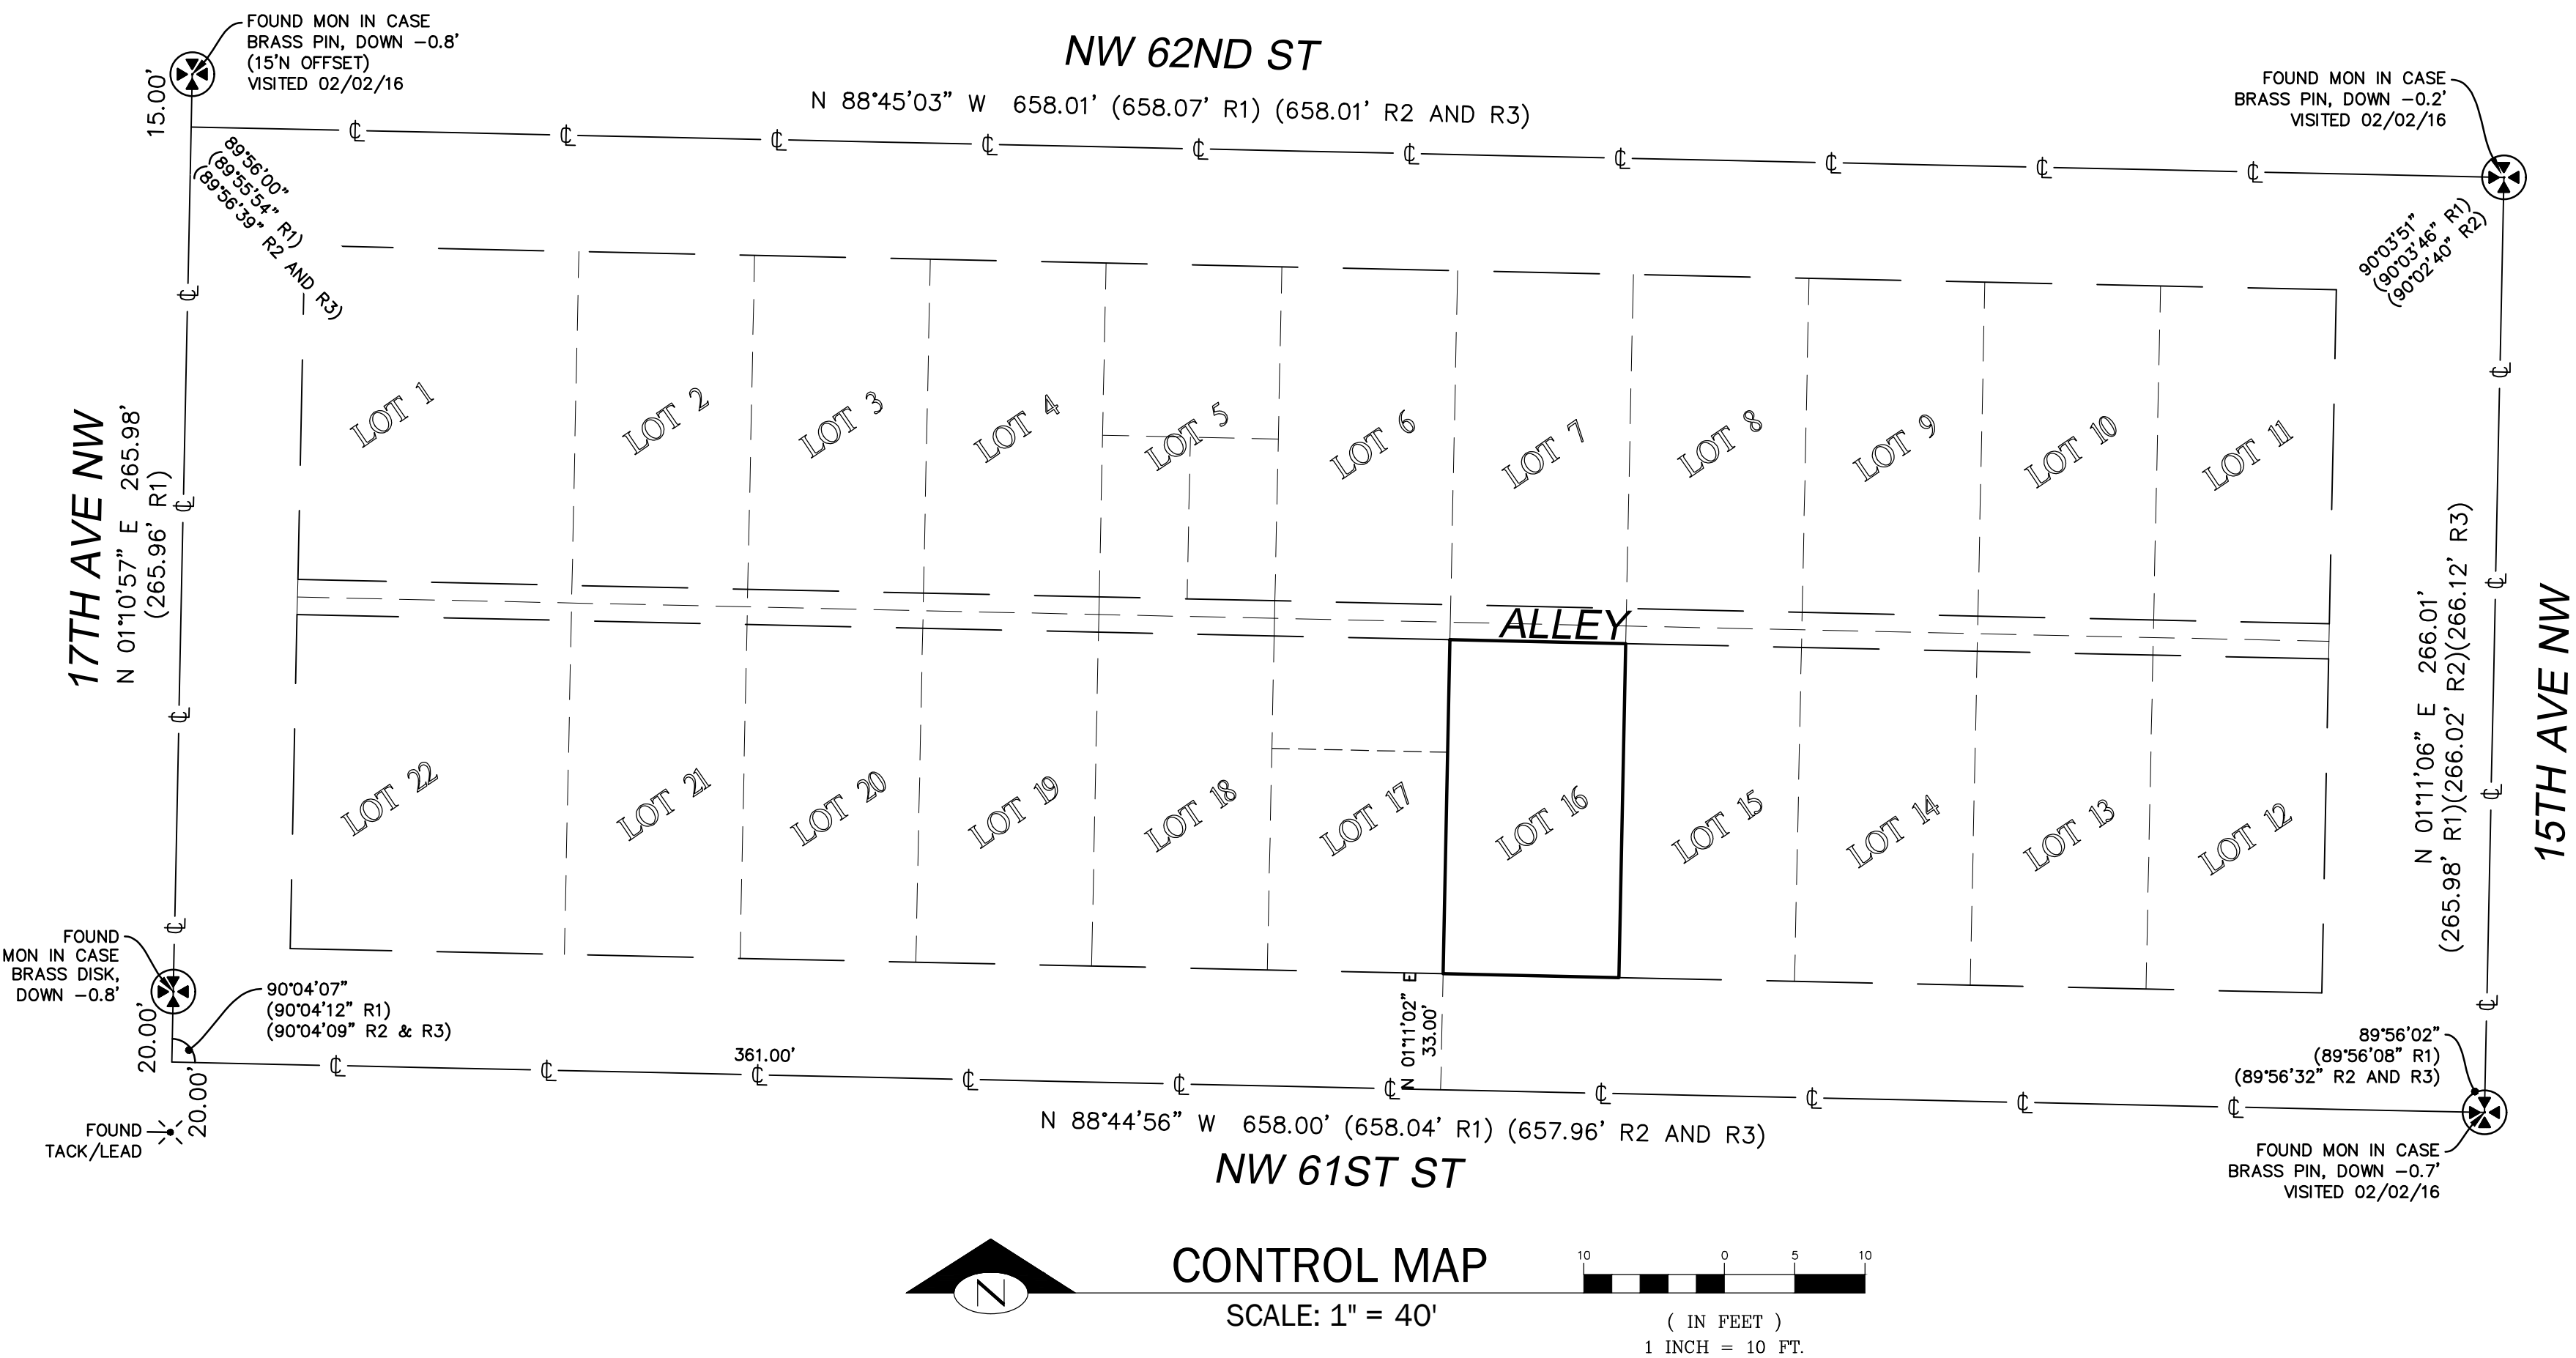 FOUND MON IN CASE
BRASS PIN, DOWN −0.8'
(15'N OFFSET)
VISITED 02/02/16
15.00'
NW 62ND ST
N 88°45'03" W 658.01' (658.07' R1) (658.01' R2 AND R3)
FOUND MON IN CASE
BRASS PIN, DOWN −0.2'
VISITED 02/02/16
89°56'00"
(89°55'54" R1)
(89°56'39" R2 AND R3)
90°03'51"
(90°03'46" R1)
(90°02'40" R2)
17TH AVE NW
N 01°10'57" E 265.98'
(265.96' R1)
LOT 1
LOT 2
LOT 3
LOT 4
LOT 5
LOT 6
LOT 7
LOT 8
LOT 9
LOT 10
LOT 11
ALLEY
LOT 22
LOT 21
LOT 20
LOT 19
LOT 18
LOT 17
LOT 16
LOT 15
LOT 14
LOT 13
LOT 12
N 01°11'06" E 266.01'
(265.98' R1)(266.02' R2)(266.12' R3)
15TH AVE NW
FOUND
MON IN CASE
BRASS DISK,
DOWN −0.8'
90°04'07"
(90°04'12" R1)
(90°04'09" R2 & R3)
20.00'
20.00'
FOUND
TACK/LEAD
361.00'
N 01°11'02" E
33.00'
89°56'02"
(89°56'08" R1)
(89°56'32" R2 AND R3)
N 88°44'56" W 658.00' (658.04' R1) (657.96' R2 AND R3)
NW 61ST ST
FOUND MON IN CASE
BRASS PIN, DOWN −0.7'
VISITED 02/02/16
N
CONTROL MAP
SCALE: 1" = 40'
10 0 5 10
( IN FEET )
1 INCH = 10 FT.